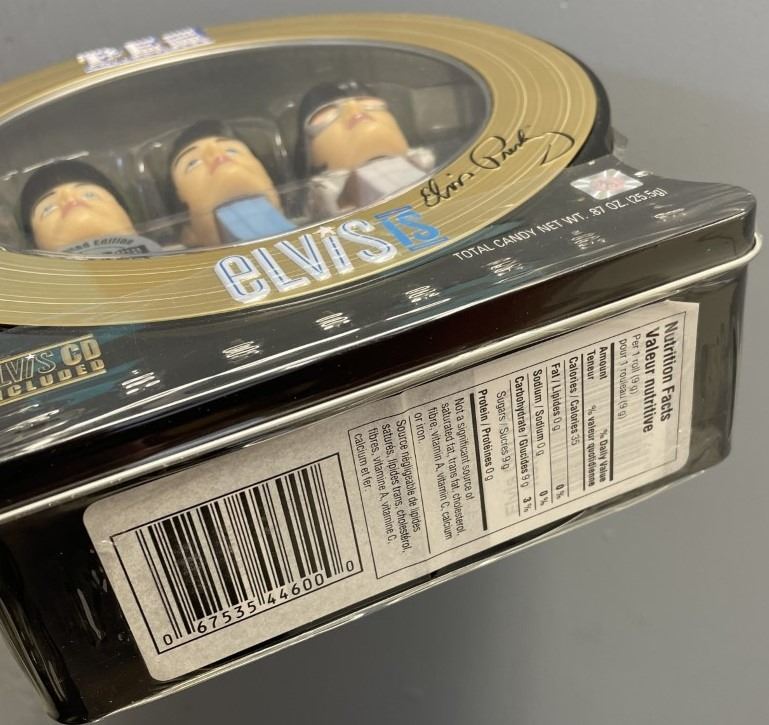 PEZ
Limited Edition
Elvis Presley
ELViS is
TOTAL CANDY NET WT. .87 OZ. (25.5g)
ELViS CD
INCLUDED
Nutrition Facts
Valeur nutritive
Per 1 roll (9 g)
pour 1 rouleau (9 g)
Amount % Daily Value
Teneur % valeur quotidienne
Calories / Calories 35
Fat / Lipides 0 g 0 %
Sodium / Sodium 0 g 0 %
Carbohydrate / Glucides 9 g 3 %
Sugars / Sucres 9 g
Protein / Protéines 0 g
Not a significant source of
saturated fat, trans fat, cholesterol,
fibre, vitamin A, vitamin C, calcium
or iron.
Source négligeable de lipides
saturés, lipides trans, cholestérol,
fibres, vitamine A, vitamine C,
calcium et fer.
0 67535 44600 0